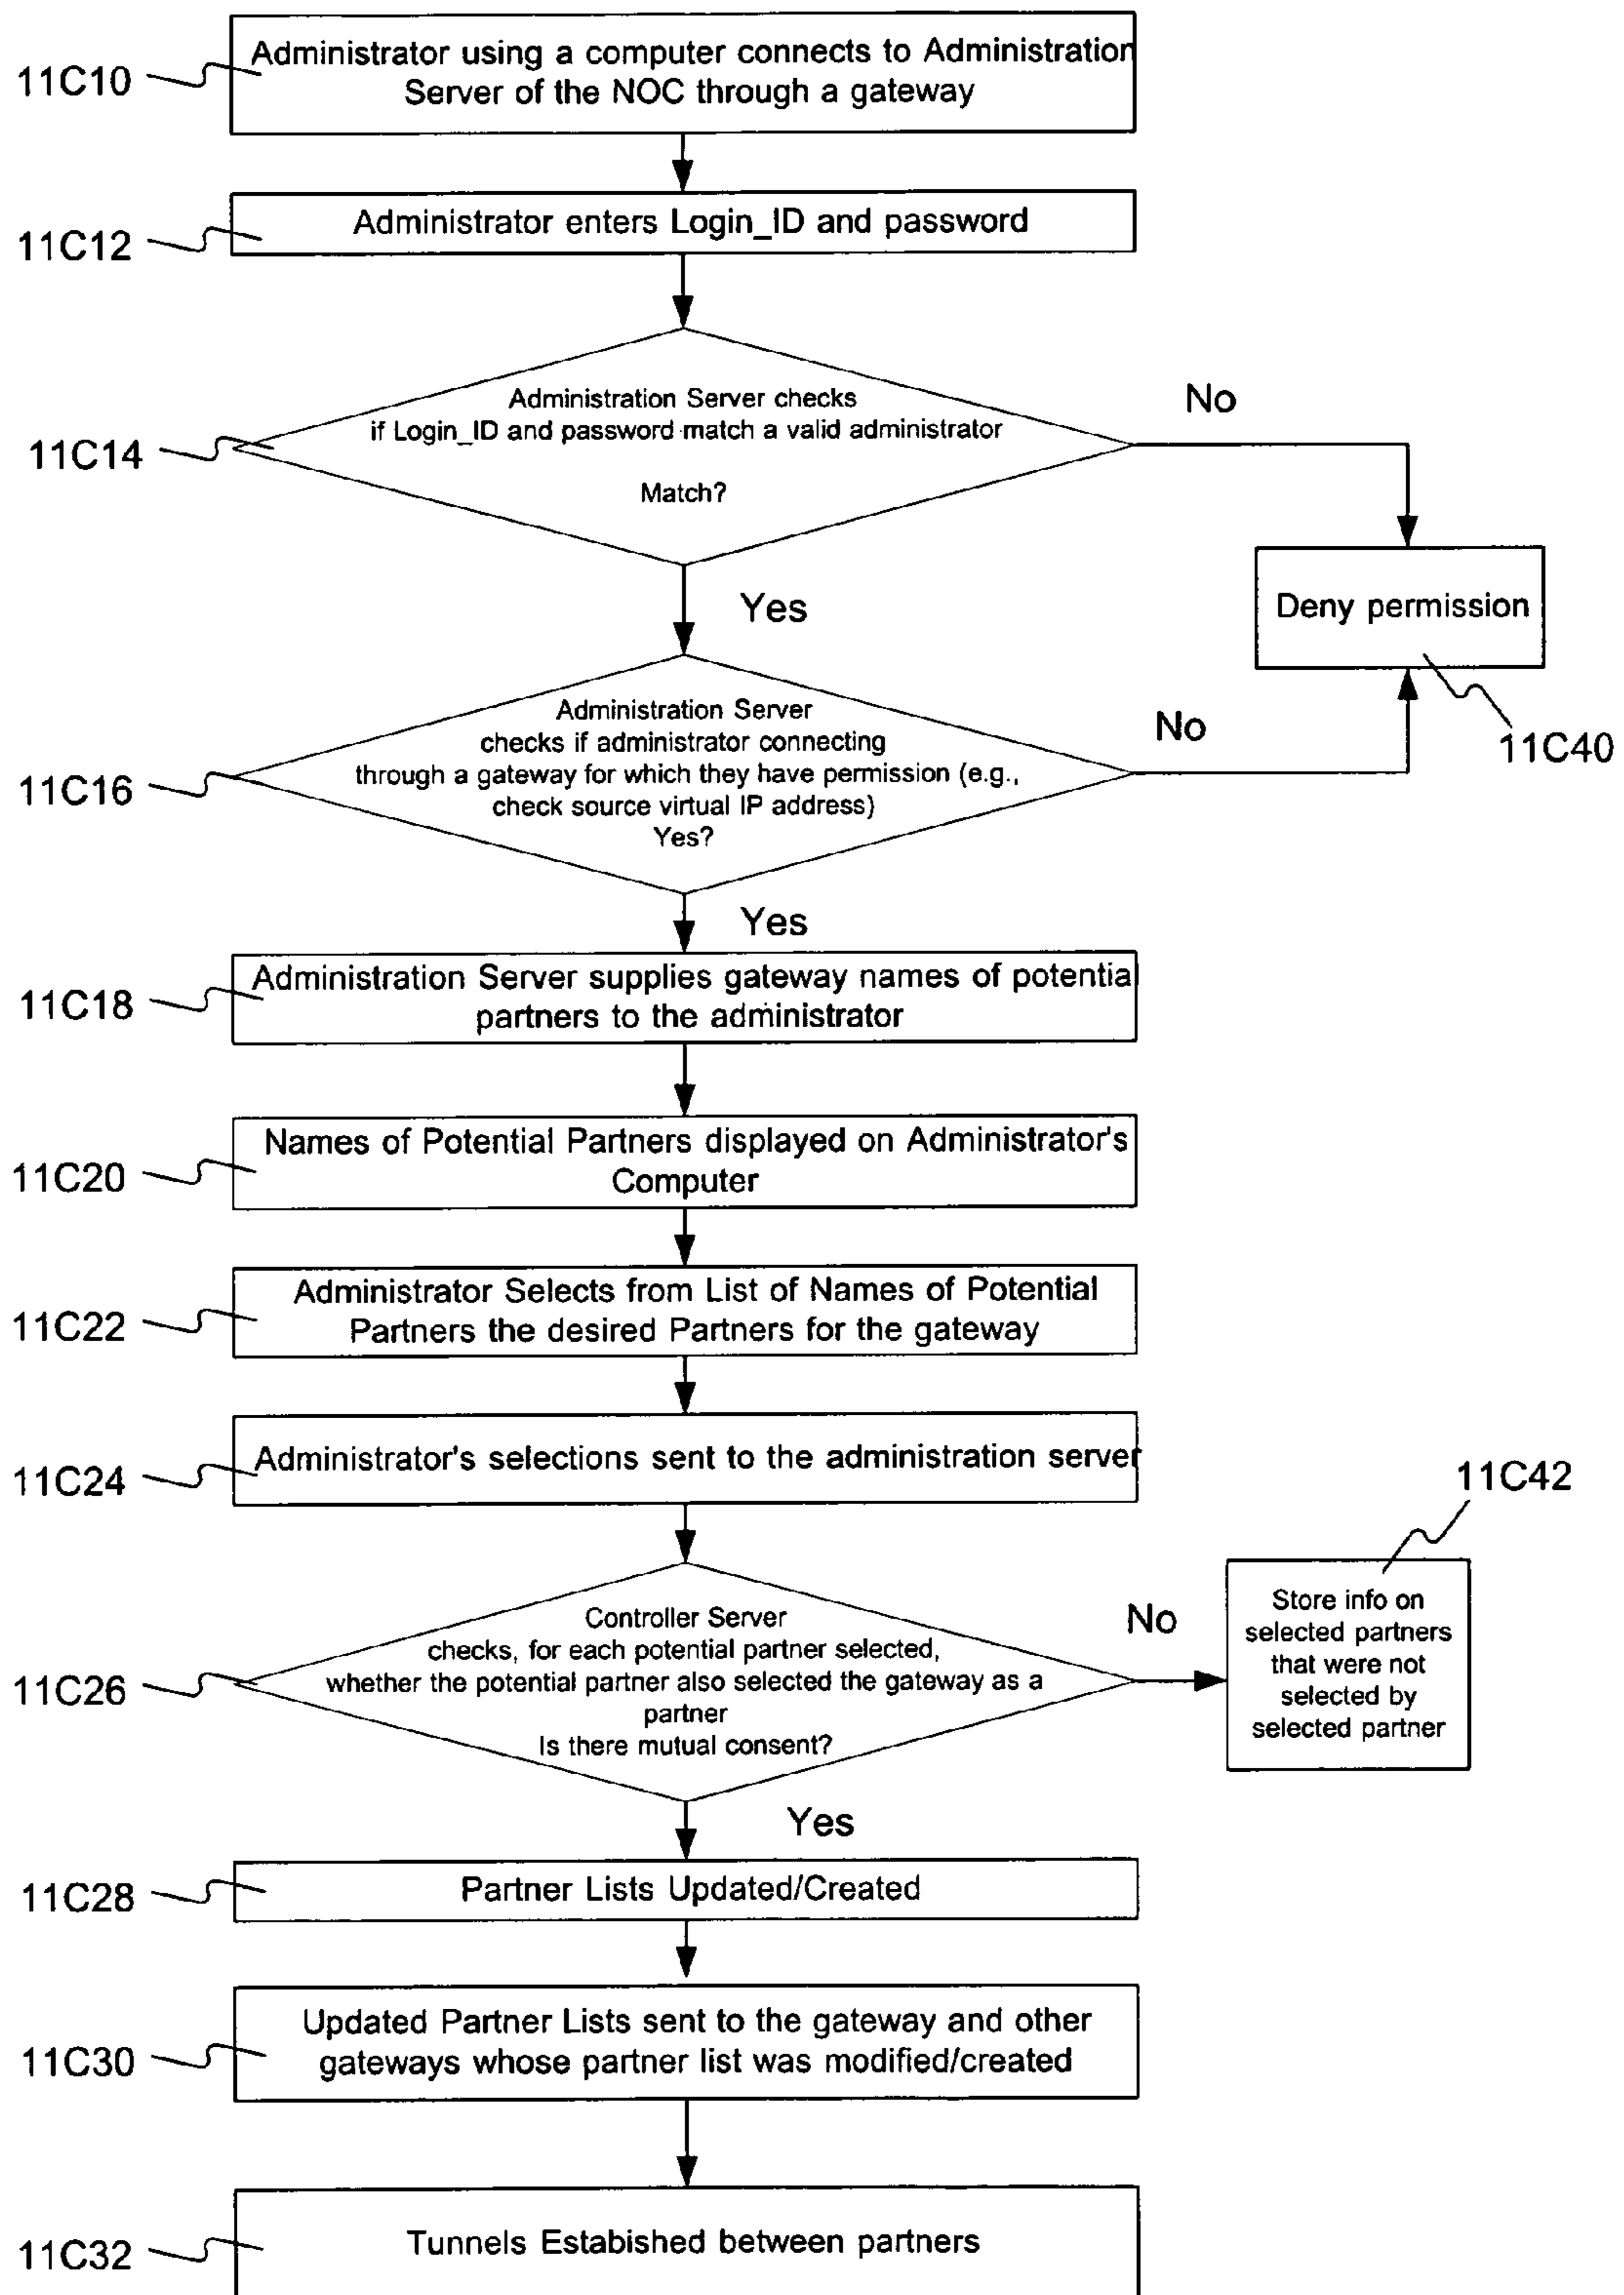 11C10
Administrator using a computer connects to Administration
Server of the NOC through a gateway
11C12
Administrator enters Login_ID and password
11C14
Administration Server checks
if Login_ID and password match a valid administrator
Match?
No
Yes
Deny permission
11C40
11C16
Administration Server
checks if administrator connecting
through a gateway for which they have permission (e.g.,
check source virtual IP address)
Yes?
No
Yes
11C18
Administration Server supplies gateway names of potential
partners to the administrator
11C20
Names of Potential Partners displayed on Administrator's
Computer
11C22
Administrator Selects from List of Names of Potential
Partners the desired Partners for the gateway
11C24
Administrator's selections sent to the administration server
11C26
Controller Server
checks, for each potential partner selected,
whether the potential partner also selected the gateway as a
partner
Is there mutual consent?
No
11C42
Store info on
selected partners
that were not
selected by
selected partner
Yes
11C28
Partner Lists Updated/Created
11C30
Updated Partner Lists sent to the gateway and other
gateways whose partner list was modified/created
11C32
Tunnels Estabished between partners